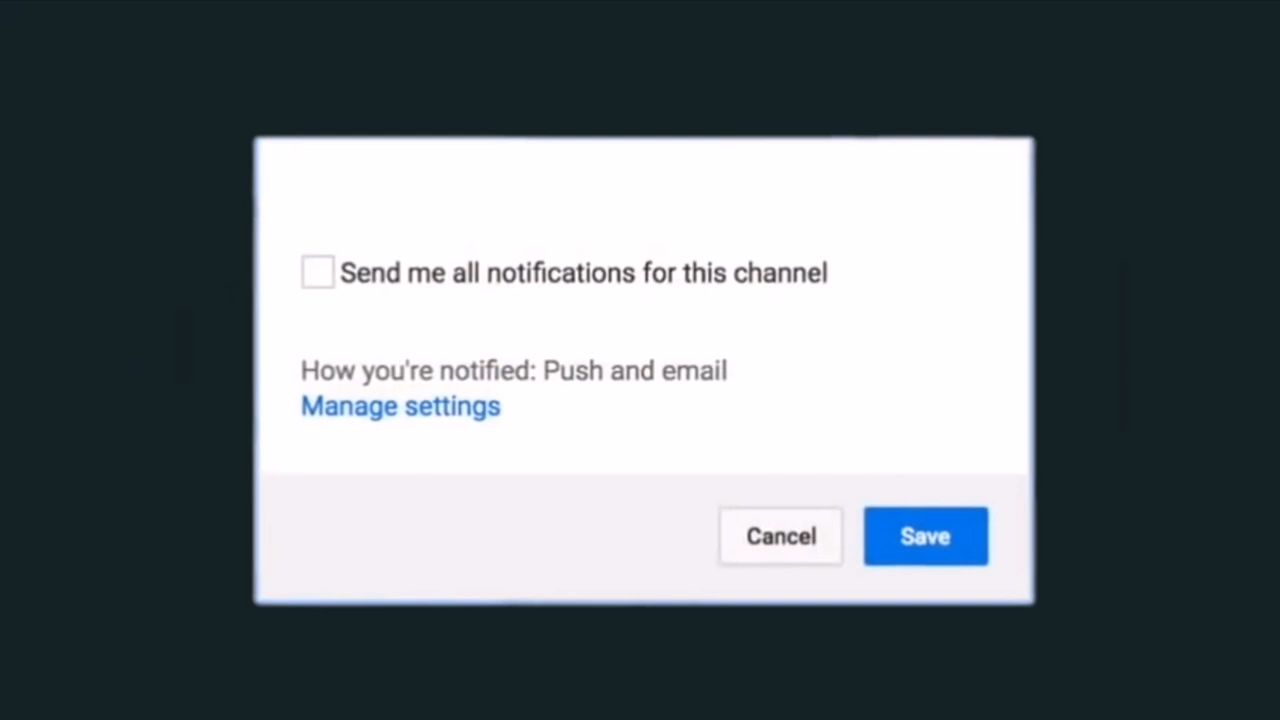 Send me all notifications for this channel
How you're notified: Push and email
Manage settings
Cancel
Save